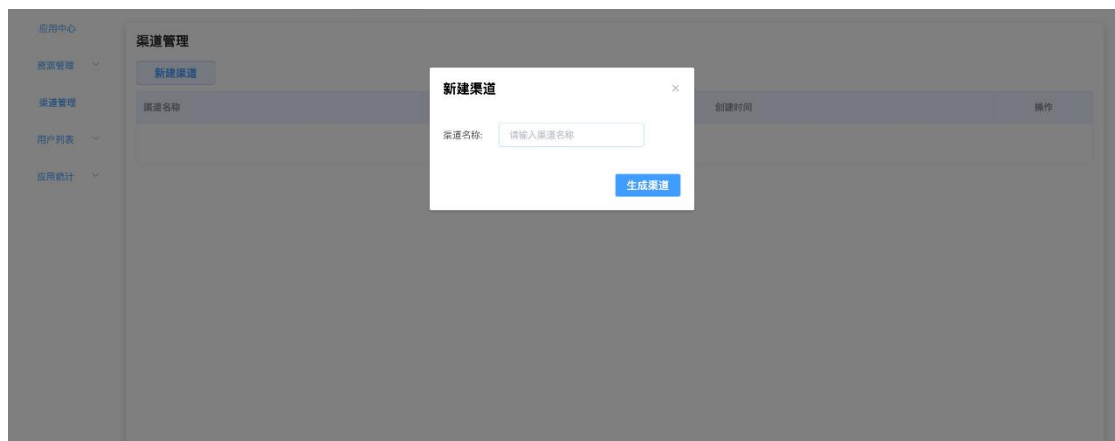 应用中心
资源管理
渠道管理
用户列表
应用统计
渠道管理
新建渠道
渠道名称
创建时间
操作
新建渠道
渠道名称:
请输入渠道名称
生成渠道